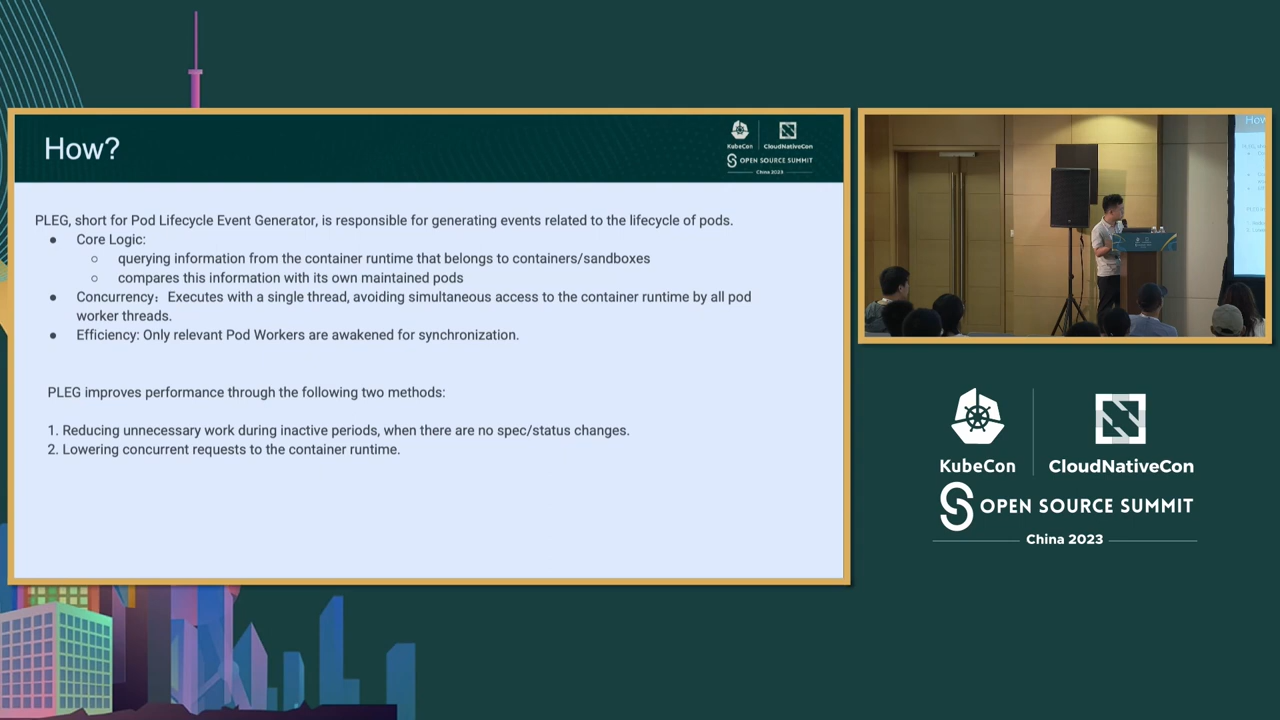 How?
KubeCon
CloudNativeCon
OPEN SOURCE SUMMIT
China 2023
PLEG, short for Pod Lifecycle Event Generator, is responsible for generating events related to the lifecycle of pods.
● Core Logic:
○ querying information from the container runtime that belongs to containers/sandboxes
○ compares this information with its own maintained pods
● Concurrency：Executes with a single thread, avoiding simultaneous access to the container runtime by all pod
worker threads.
● Efficiency: Only relevant Pod Workers are awakened for synchronization.
PLEG improves performance through the following two methods:
1. Reducing unnecessary work during inactive periods, when there are no spec/status changes.
2. Lowering concurrent requests to the container runtime.
How
KubeCon
CloudNativeCon
OPEN SOURCE SUMMIT
China 2023